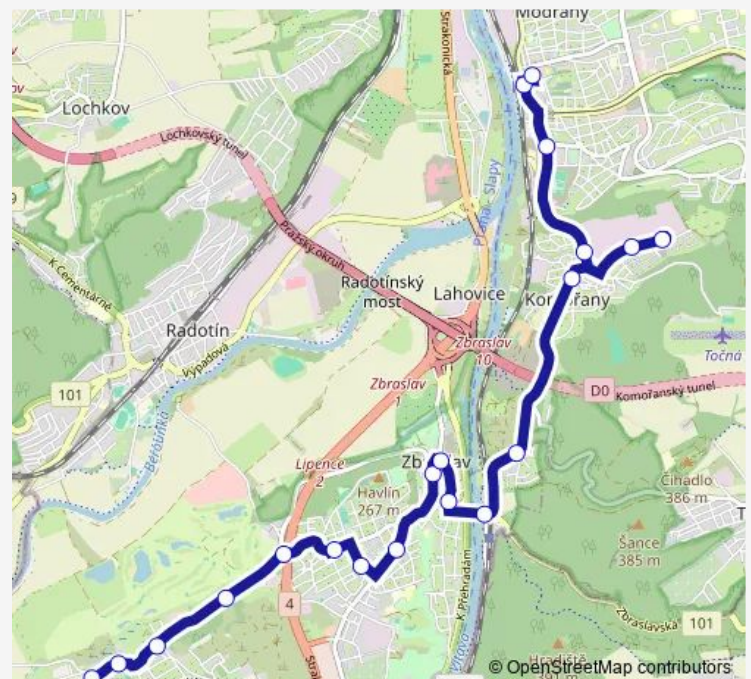 Modřany
Strakonická
Lochkov
Lochkovský tunel
Praha - Slapy
Pražský okruh
K Cementárně
Radotínský
most
Lahovice
Radotín
Zbraslav
10
Točná
Výpadová
101
Zbraslav
1
D0
Komořanský tunel
Berounka
Lipence
2
Havlín
267 m
Čihadlo
386 m
Šance
385 m
4
K Přehradám
Zbraslavská
101
Vltava
Hradiště
© OpenStreetMap contributors